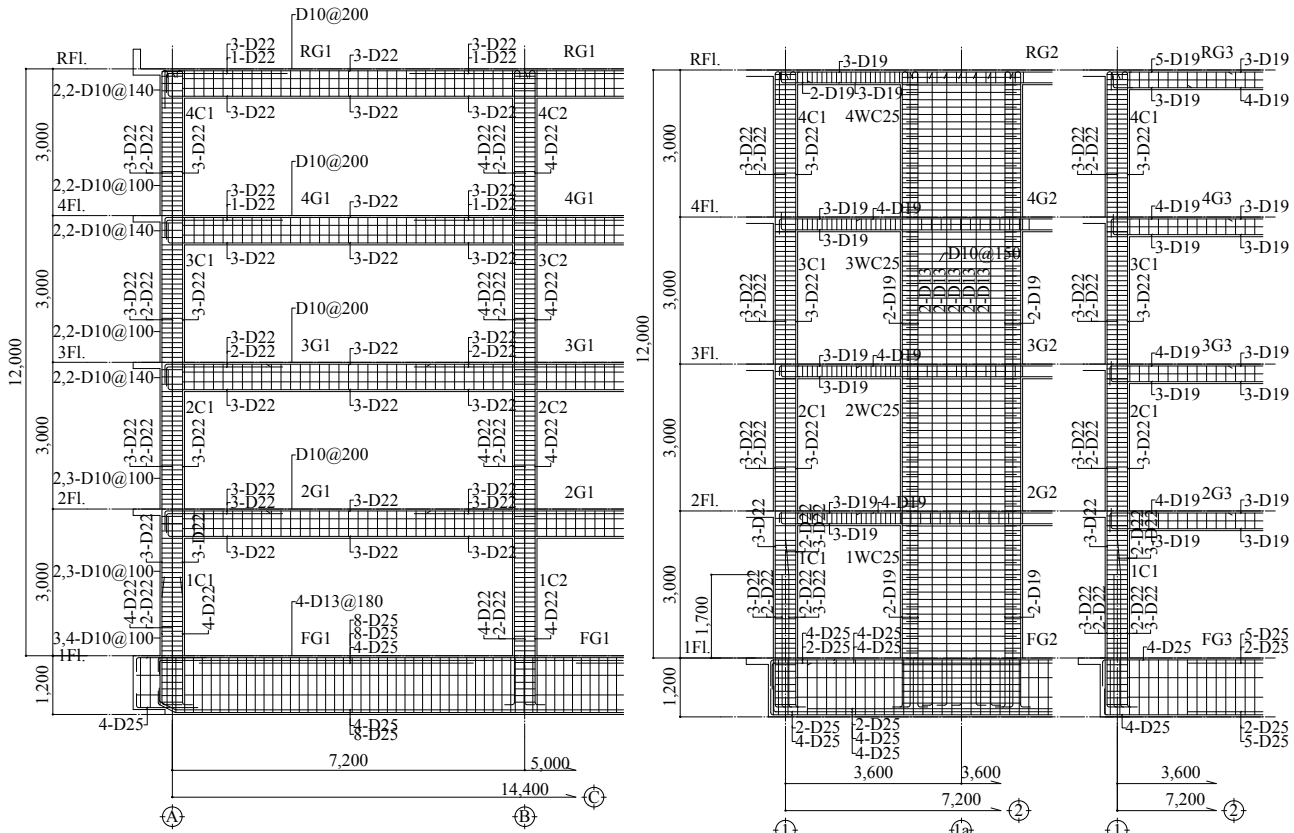 D10@200
RFl.
RG1
3-D22
1-D22
3-D22
3-D22
1-D22
RG1
2,2-D10@140
3-D22
3-D22
3-D22
4C1
4C2
3-D22
2-D22
3-D22
4-D22
2-D22
4-D22
3,000
D10@200
2,2-D10@100
4Fl.
3-D22
1-D22
4G1
3-D22
3-D22
1-D22
4G1
2,2-D10@140
3-D22
3-D22
3-D22
3C1
3C2
3-D22
2-D22
3-D22
4-D22
2-D22
4-D22
3,000
D10@200
2,2-D10@100
3Fl.
3-D22
2-D22
3G1
3-D22
3-D22
2-D22
3G1
12,000
2,2-D10@140
3-D22
3-D22
3-D22
2C1
2C2
3-D22
2-D22
3-D22
4-D22
2-D22
4-D22
3,000
D10@200
2,3-D10@100
2Fl.
3-D22
3-D22
2G1
3-D22
3-D22
3-D22
2G1
3-D22
3-D22
3-D22
3-D22
3-D22
2,3-D10@100
1C1
1C2
4-D22
2-D22
4-D22
4-D22
2-D22
4-D22
3,000
4-D13@180
3,4-D10@100
1Fl.
FG1
8-D25
8-D25
4-D25
FG1
1,200
4-D25
8-D25
8-D25
7,200
5,000
14,400
A
B
C
RFl.
3-D19
RG2
2-D19
3-D19
4C1
4WC25
3-D22
2-D22
3-D22
3,000
4Fl.
3-D19
4-D19
4G2
3-D19
3C1
3WC25
D10@150
2-D13
2-D13
2-D13
2-D13
2-D13
3-D22
2-D22
3-D22
2-D19
2-D19
3,000
12,000
3Fl.
3-D19
4-D19
3G2
3-D19
2C1
2WC25
3-D22
2-D22
3-D22
3,000
2Fl.
3-D19
4-D19
2G2
3-D19
3-D22
2-D22
3-D22
1C1
1WC25
3-D22
2-D22
2-D22
3-D22
2-D19
2-D19
3,000
1,700
1Fl.
4-D25
2-D25
4-D25
4-D25
FG2
1,200
2-D25
4-D25
2-D25
4-D25
4-D25
3,600
3,600
7,200
1
1a
2
5-D19
RG3
3-D19
3-D19
4-D19
4C1
3-D22
2-D22
3-D22
4-D19
4G3
3-D19
3-D19
3-D19
3C1
3-D22
2-D22
3-D22
4-D19
3G3
3-D19
3-D19
3-D19
2C1
3-D22
2-D22
3-D22
4-D19
2G3
3-D19
3-D19
3-D19
3-D22
2-D22
3-D22
1C1
3-D22
2-D22
2-D22
3-D22
4-D25
FG3
5-D25
2-D25
4-D25
2-D25
5-D25
3,600
7,200
1
2